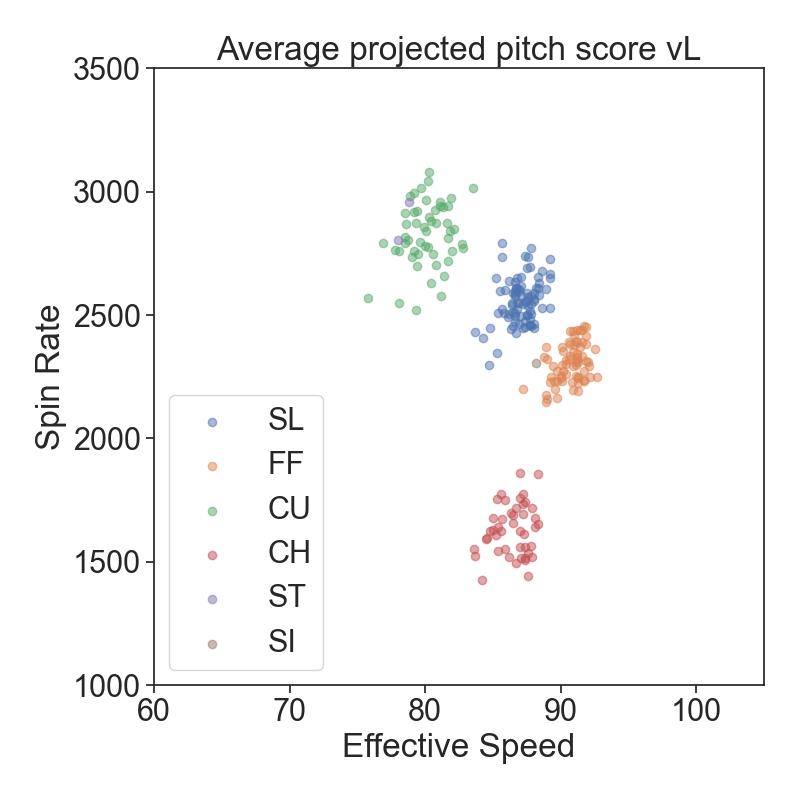 Average projected pitch score vL
3500
3000
2500
2000
1500
1000
Spin Rate
SL
FF
CU
CH
ST
SI
60 70 80 90 100
Effective Speed